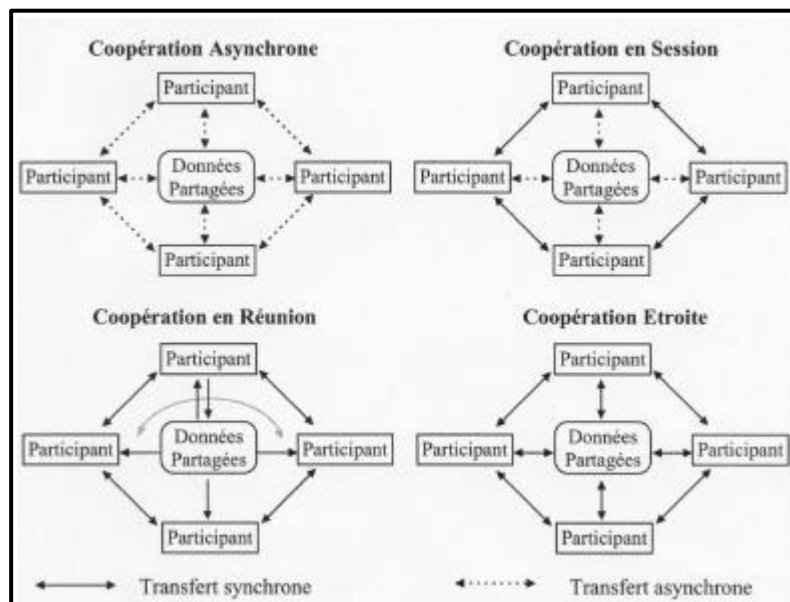 Coopération Asynchrone
Participant
Participant
Données
Partagées
Participant
Participant
Coopération en Session
Participant
Participant
Données
Partagées
Participant
Participant
Coopération en Réunion
Participant
Participant
Données
Partagées
Participant
Participant
Coopération Etroite
Participant
Participant
Données
Partagées
Participant
Participant
Transfert synchrone
Transfert asynchrone